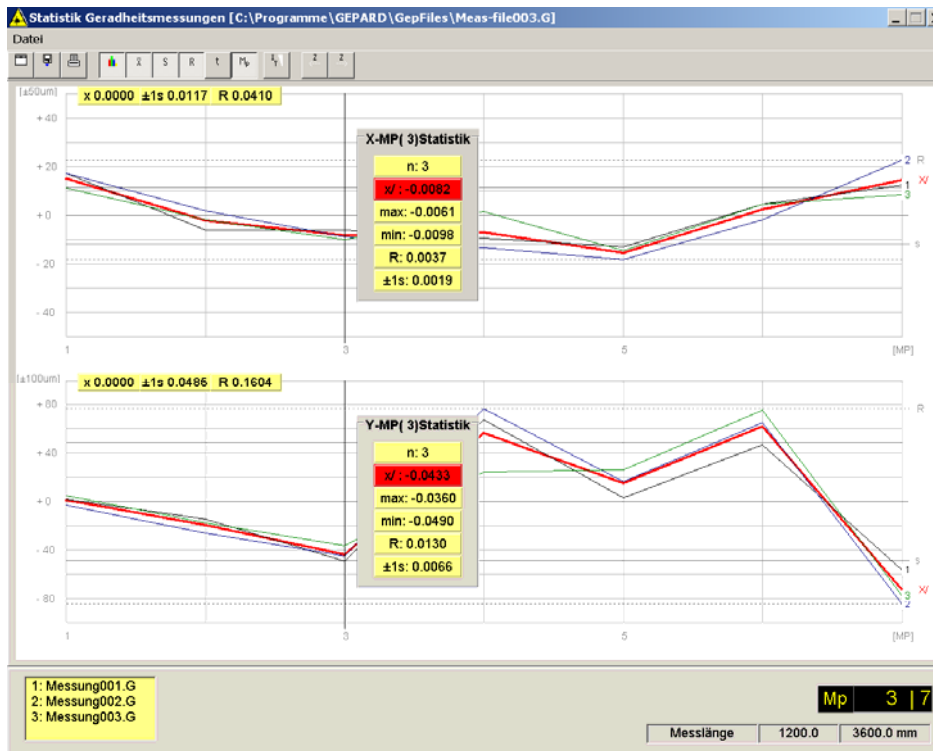 Statistik Geradheitsmessungen [C:\Programme\GEPARD\GepFiles\Meas-file003.G]
Datei
X S R t Mp Z Z
[±50um]
x 0.0000 ±1s 0.0117 R 0.0410
+ 40
+ 20
+ 0
- 20
- 40
X-MP( 3)Statistik
n: 3
x/ : -0.0082
max: -0.0061
min: -0.0098
R: 0.0037
±1s: 0.0019
2 R
X/
1
3
s
1 3 5 [MP]
[±100um]
x 0.0000 ±1s 0.0486 R 0.1604
+ 80
+ 40
+ 0
- 40
- 80
Y-MP( 3)Statistik
n: 3
x/ : -0.0433
max: -0.0360
min: -0.0490
R: 0.0130
±1s: 0.0066
R
s
1
X/
3
2
1 3 5 [MP]
1: Messung001.G
2: Messung002.G
3: Messung003.G
Mp 3 | 7
Messlänge 1200.0 3600.0 mm